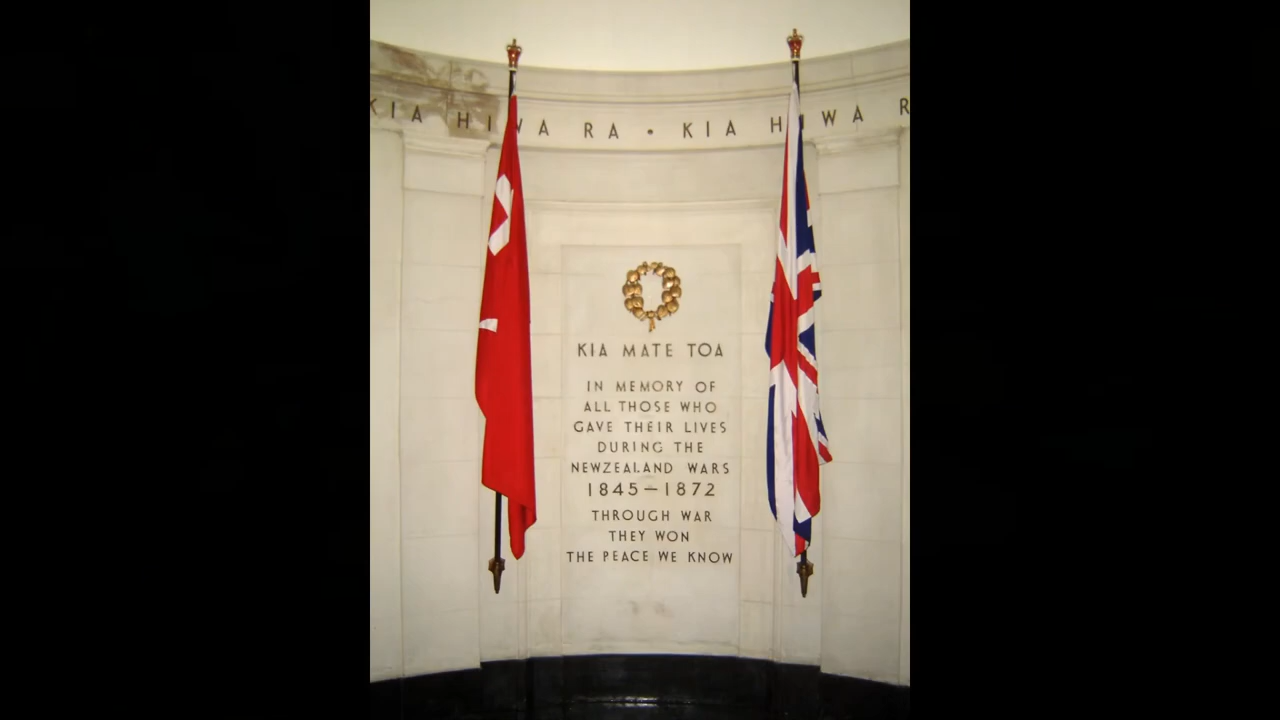 KIA HIWA RA • KIA HIWA R
KIA MATE TOA
IN MEMORY OF
ALL THOSE WHO
GAVE THEIR LIVES
DURING THE
NEWZEALAND WARS
1845—1872
THROUGH WAR
THEY WON
THE PEACE WE KNOW